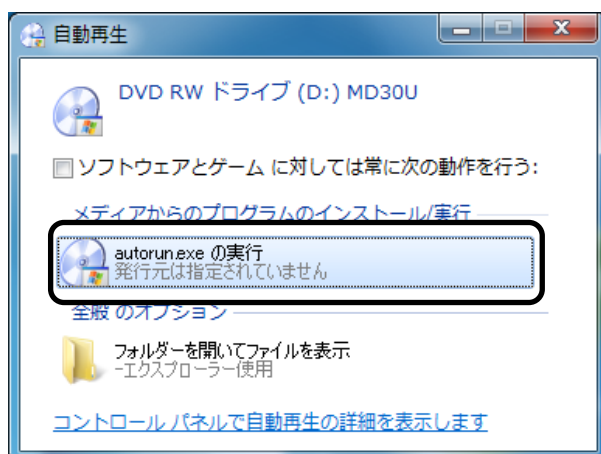 自動再生
DVD RW ドライブ (D:) MD30U
ソフトウェアとゲーム に対しては常に次の動作を行う:
メディアからのプログラムのインストール/実行
autorun.exe の実行
発行元は指定されていません
全般 のオプション
フォルダーを開いてファイルを表示
-エクスプローラー使用
コントロール パネルで自動再生の詳細を表示します